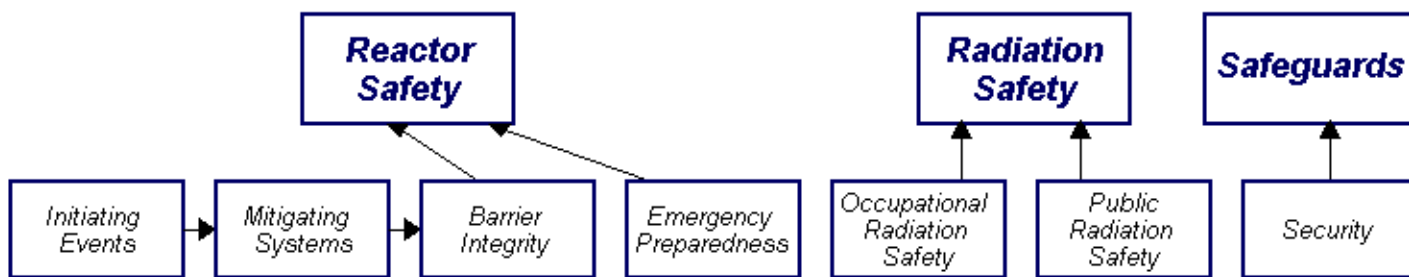 Reactor
Safety
Radiation
Safety
Safeguards
Initiating
Events
Mitigating
Systems
Barrier
Integrity
Emergency
Preparedness
Occupational
Radiation
Safety
Public
Radiation
Safety
Security